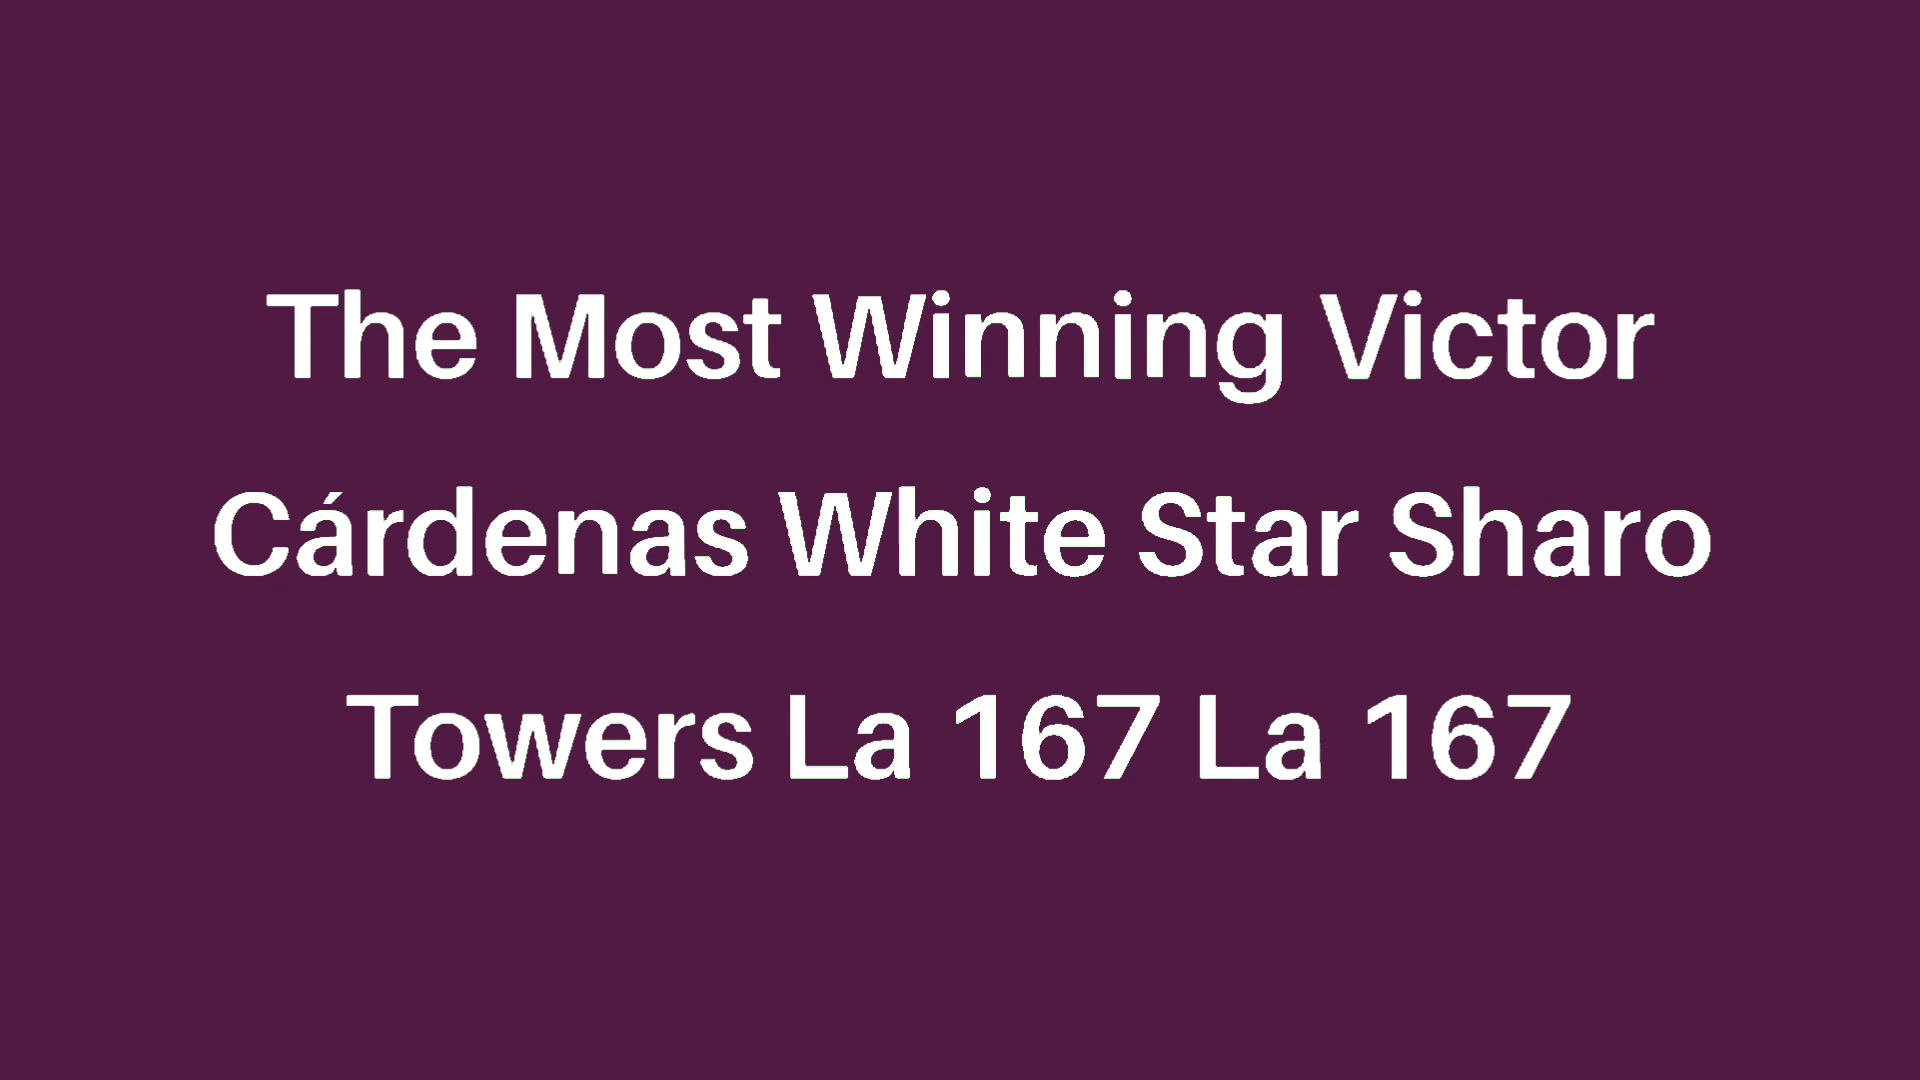 The Most Winning Victor
Cárdenas White Star Sharo
Towers La 167 La 167